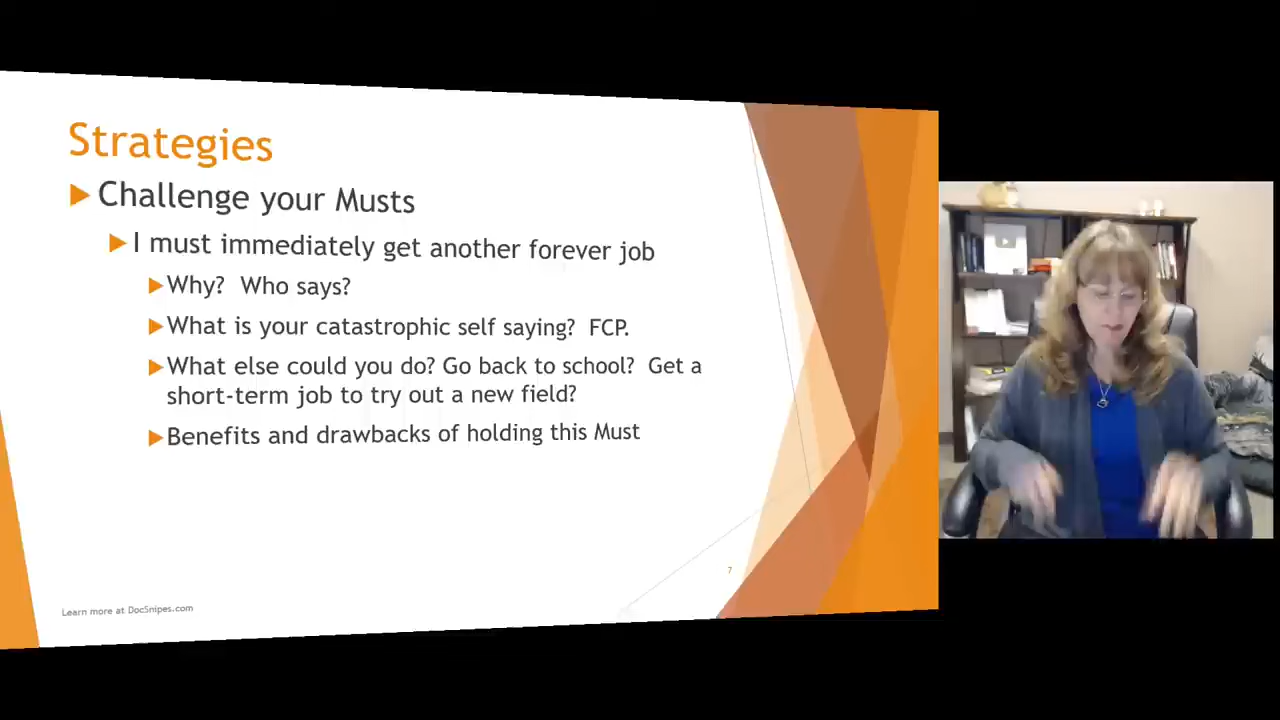 Strategies
Challenge your Musts
I must immediately get another forever job
Why? Who says?
What is your catastrophic self saying? FCP.
What else could you do? Go back to school? Get a
short-term job to try out a new field?
Benefits and drawbacks of holding this Must
7
Learn more at DocSnipes.com